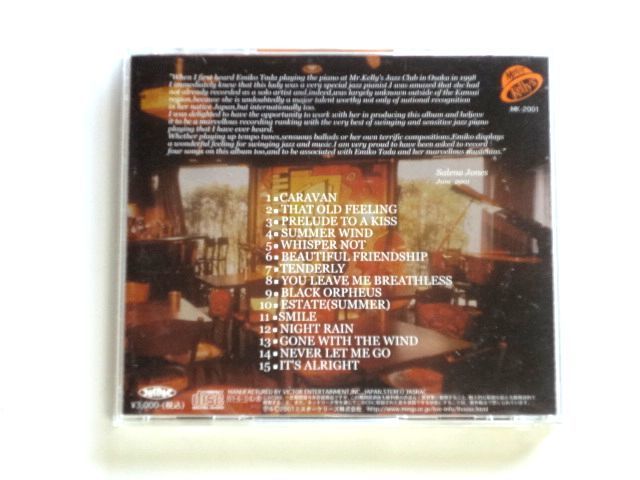 "When I first heard Emiko Tada playing the piano at Mr.Kelly's Jazz Club in Osaka in 1998
I immediately knew that this lady was a very special jazz pianist. I was amazed that she had
not already recorded as a solo artist and,indeed,was largely unknown outside of the Kansai
region,because she is undoubtedly a major talent worthy not only of national recognition
in her native Japan,but internationally too.
I was delighted to have the opportunity to work with her in producing this album and believe
it to be a marvellous recording ranking with the very best of swinging and sensitive jazz piano
playing that I have ever heard.
Whether playing up tempo tunes,sensuous ballads or her own terrific compositions,Emiko displays
a wonderful feeling for swinging jazz and music.I am very proud to have been asked to record
four songs on this album too,and to be associated with Emiko Tada and her marvellous musicians."
Salena Jones
June 2001
Mister Kelly's
MK-2001
1 CARAVAN
2 THAT OLD FEELING
3 PRELUDE TO A KISS
4 SUMMER WIND
5 WHISPER NOT
6 BEAUTIFUL FRIENDSHIP
7 TENDERLY
8 YOU LEAVE ME BREATHLESS
9 BLACK ORPHEUS
10 ESTATE(SUMMER)
11 SMILE
12 NIGHT RAIN
13 GONE WITH THE WIND
14 NEVER LET ME GO
15 IT'S ALRIGHT
¥3,000-(税込)
MANUFACTURED BY VICTOR ENTERTAINMENT,INC.,JAPAN.STEREO JASRAC